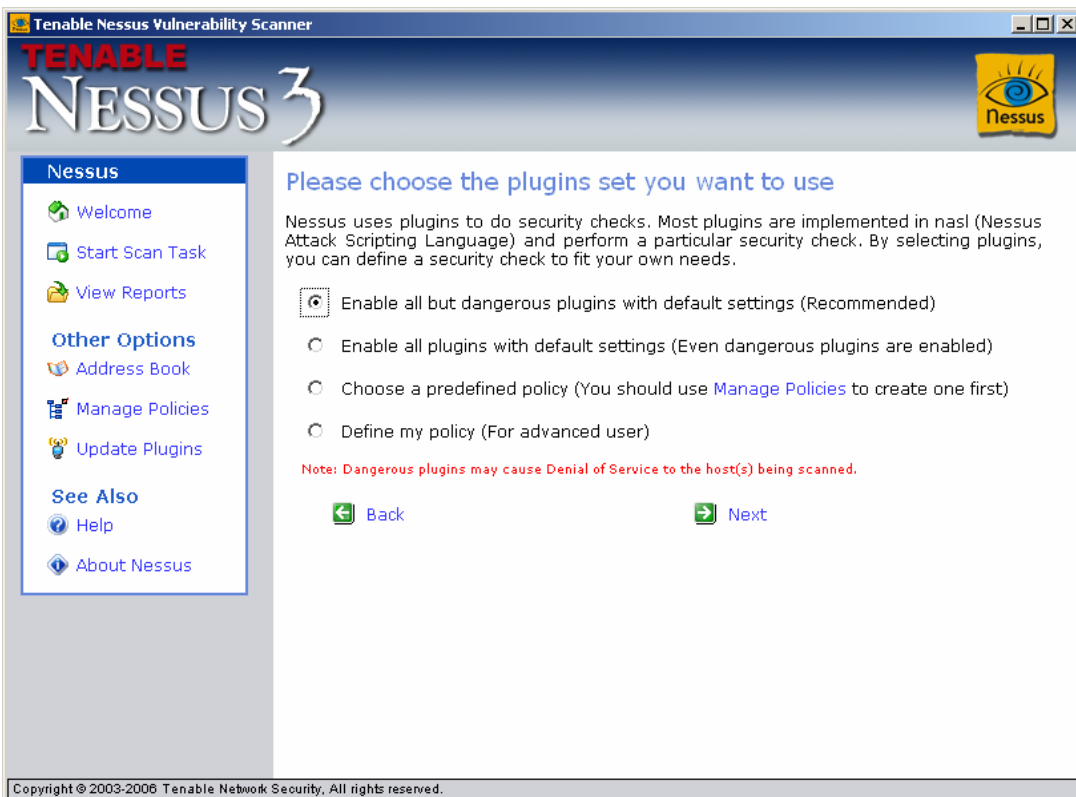 Tenable Nessus Vulnerability Scanner
TENABLE
NESSUS 3
Nessus
Nessus
Welcome
Start Scan Task
View Reports
Other Options
Address Book
Manage Policies
Update Plugins
See Also
Help
About Nessus
Please choose the plugins set you want to use
Nessus uses plugins to do security checks. Most plugins are implemented in nasl (Nessus
Attack Scripting Language) and perform a particular security check. By selecting plugins,
you can define a security check to fit your own needs.
Enable all but dangerous plugins with default settings (Recommended)
Enable all plugins with default settings (Even dangerous plugins are enabled)
Choose a predefined policy (You should use Manage Policies to create one first)
Define my policy (For advanced user)
Note: Dangerous plugins may cause Denial of Service to the host(s) being scanned.
Back
Next
Copyright © 2003-2006 Tenable Network Security, All rights reserved.